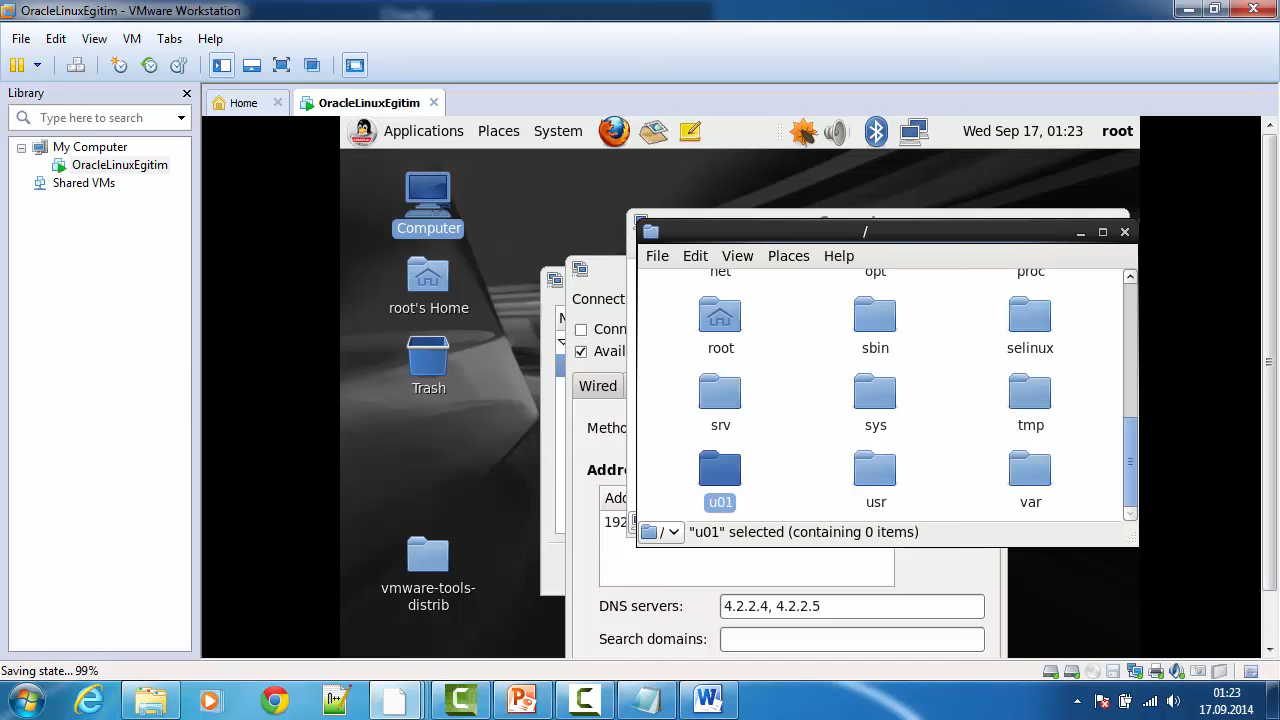 OracleLinuxEgitim - VMware Workstation
File Edit View VM Tabs Help
Library
Type here to search
My Computer
OracleLinuxEgitim
Shared VMs
Home
OracleLinuxEgitim
Applications Places System
Wed Sep 17, 01:23 root
Computer
root's Home
Trash
vmware-tools-
distrib
/
File Edit View Places Help
net opt proc
root sbin selinux
srv sys tmp
u01 usr var
/ "u01" selected (containing 0 items)
Connect
Conn
Avail
Wired
Metho
Addre
Add
192
DNS servers: 4.2.2.4, 4.2.2.5
Search domains:
Saving state... 99%
01:23
17.09.2014